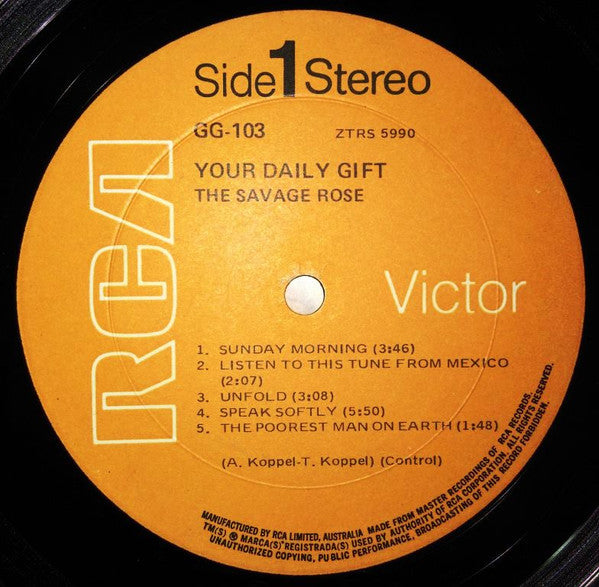 Side 1 Stereo
GG-103 ZTRS 5990
YOUR DAILY GIFT
THE SAVAGE ROSE
RCA
Victor
1. SUNDAY MORNING (3:46)
2. LISTEN TO THIS TUNE FROM MEXICO
(2:07)
3. UNFOLD (3:08)
4. SPEAK SOFTLY (5:50)
5. THE POOREST MAN ON EARTH (1:48)
(A. Koppel-T. Koppel) (Control)
MANUFACTURED BY RCA LIMITED, AUSTRALIA MADE FROM MASTER RECORDINGS OF RCA RECORDS.
TM(S) ® MARCA(S) REGISTRADA(S) USED BY AUTHORITY OF RCA CORPORATION. ALL RIGHTS RESERVED.
UNAUTHORIZED COPYING, PUBLIC PERFORMANCE, BROADCASTING OF THIS RECORD FORBIDDEN.